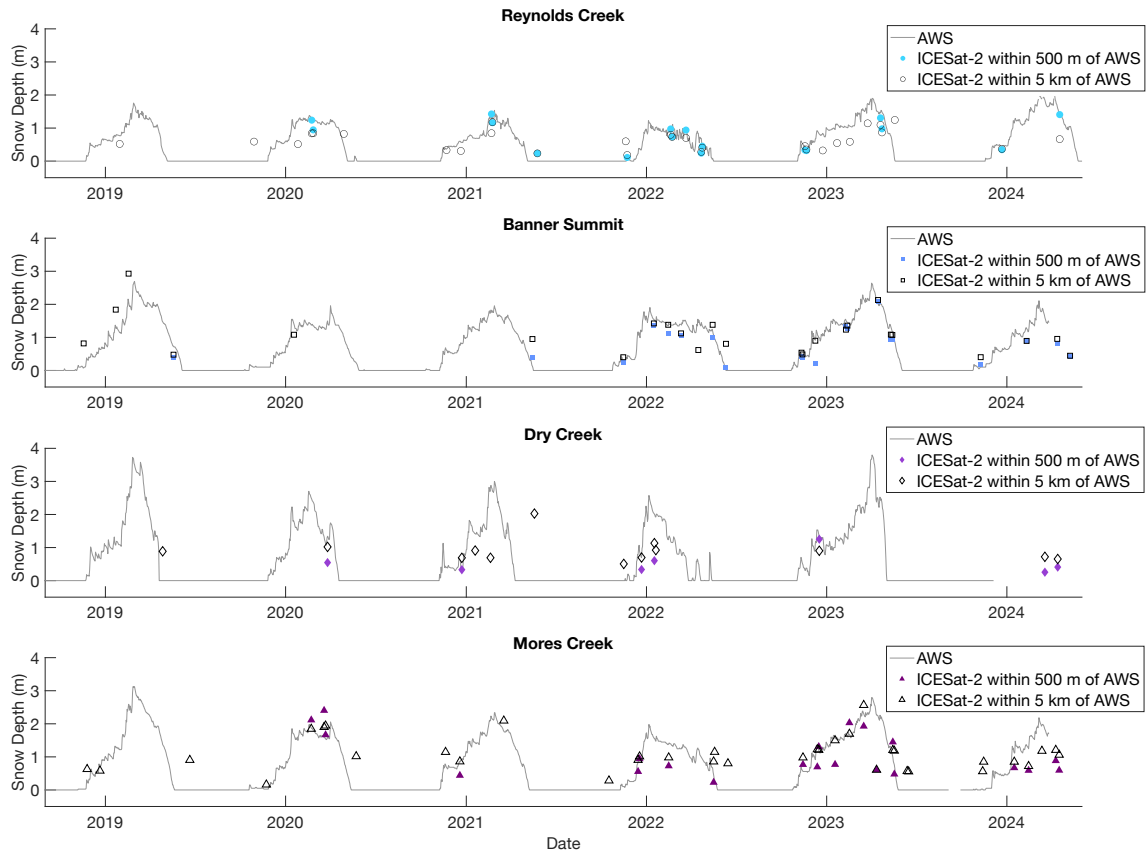 Reynolds Creek
Snow Depth (m)
4
3
2
1
0
AWS
ICESat-2 within 500 m of AWS
ICESat-2 within 5 km of AWS
2019 2020 2021 2022 2023 2024
Banner Summit
Snow Depth (m)
4
3
2
1
0
AWS
ICESat-2 within 500 m of AWS
ICESat-2 within 5 km of AWS
2019 2020 2021 2022 2023 2024
Dry Creek
Snow Depth (m)
4
3
2
1
0
AWS
ICESat-2 within 500 m of AWS
ICESat-2 within 5 km of AWS
2019 2020 2021 2022 2023 2024
Mores Creek
Snow Depth (m)
4
3
2
1
0
AWS
ICESat-2 within 500 m of AWS
ICESat-2 within 5 km of AWS
2019 2020 2021 2022 2023 2024
Date